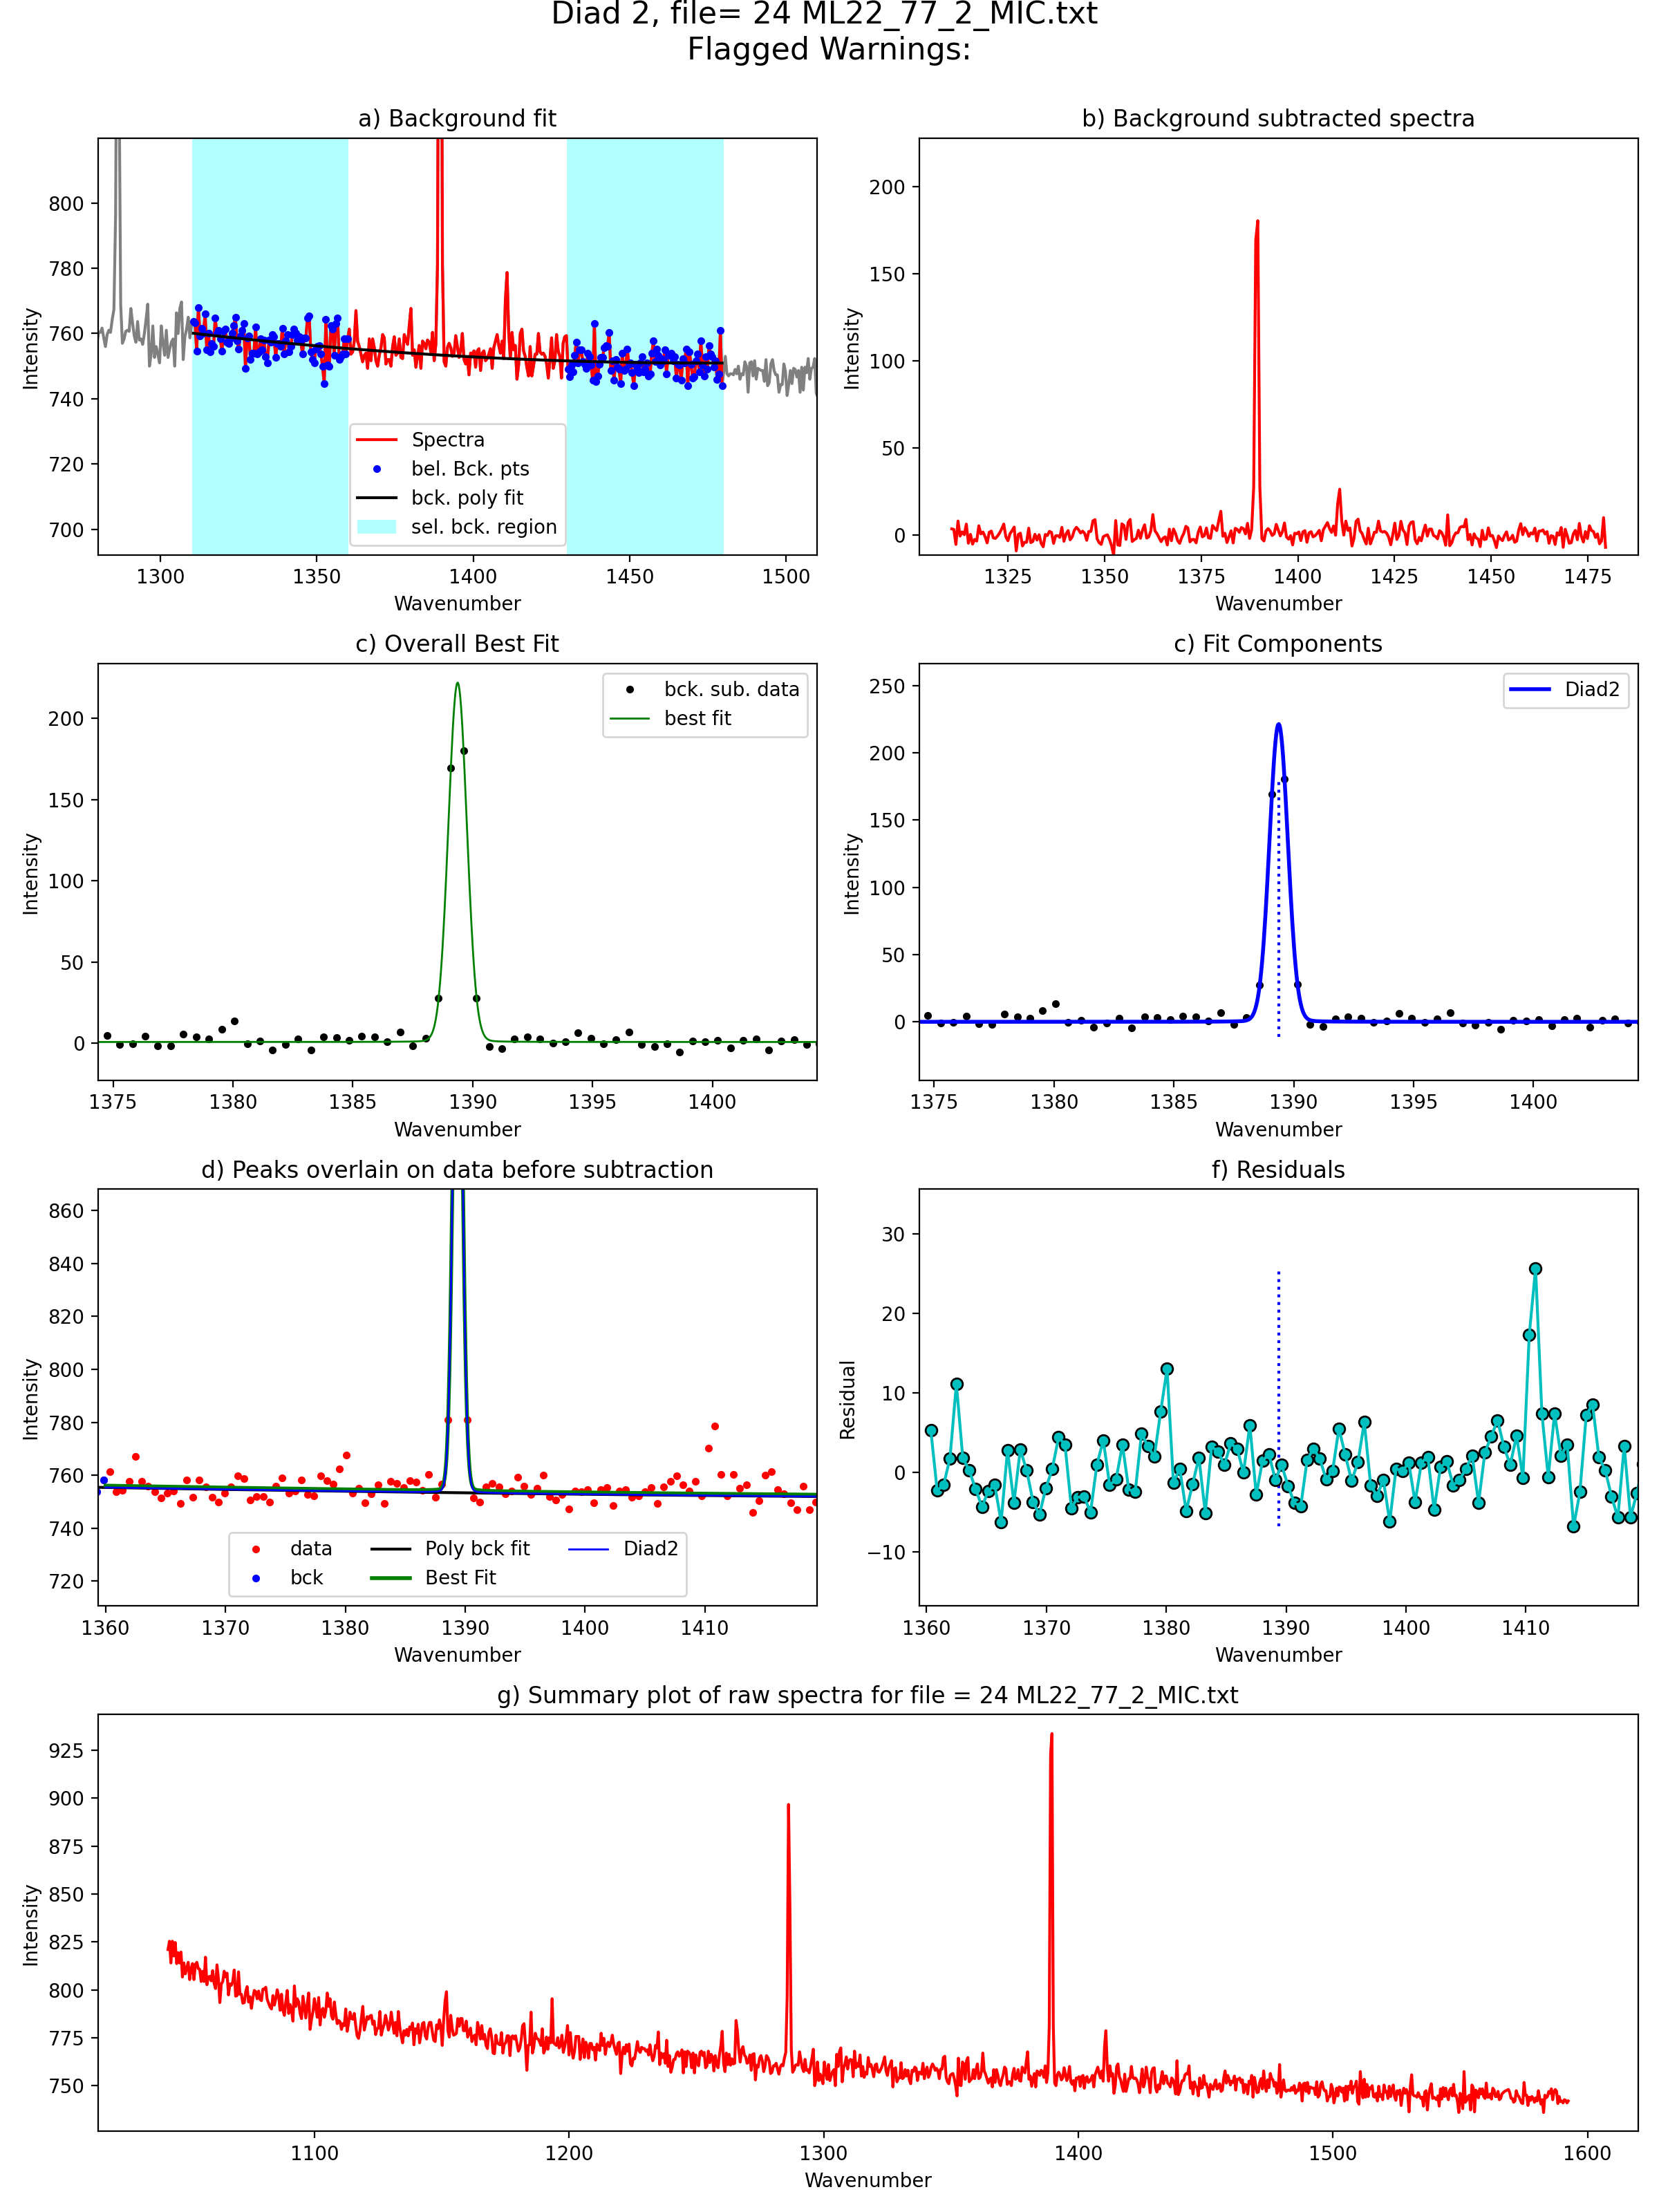 Diad 2, file= 24 ML22_77_2_MIC.txt
Flagged Warnings:
a) Background fit
800
780
760
740
720
700
Intensity
Spectra
bel. Bck. pts
bck. poly fit
sel. bck. region
1300 1350 1400 1450 1500
Wavenumber
b) Background subtracted spectra
200
150
100
50
0
Intensity
1325 1350 1375 1400 1425 1450 1475
Wavenumber
c) Overall Best Fit
bck. sub. data
best fit
200
150
100
50
0
Intensity
1375 1380 1385 1390 1395 1400
Wavenumber
c) Fit Components
Diad2
250
200
150
100
50
0
Intensity
1375 1380 1385 1390 1395 1400
Wavenumber
d) Peaks overlain on data before subtraction
860
840
820
800
780
760
740
720
Intensity
data
bck
Poly bck fit
Best Fit
Diad2
1360 1370 1380 1390 1400 1410
Wavenumber
f) Residuals
30
20
10
0
−10
Residual
1360 1370 1380 1390 1400 1410
Wavenumber
g) Summary plot of raw spectra for file = 24 ML22_77_2_MIC.txt
925
900
875
850
825
800
775
750
Intensity
1100 1200 1300 1400 1500 1600
Wavenumber